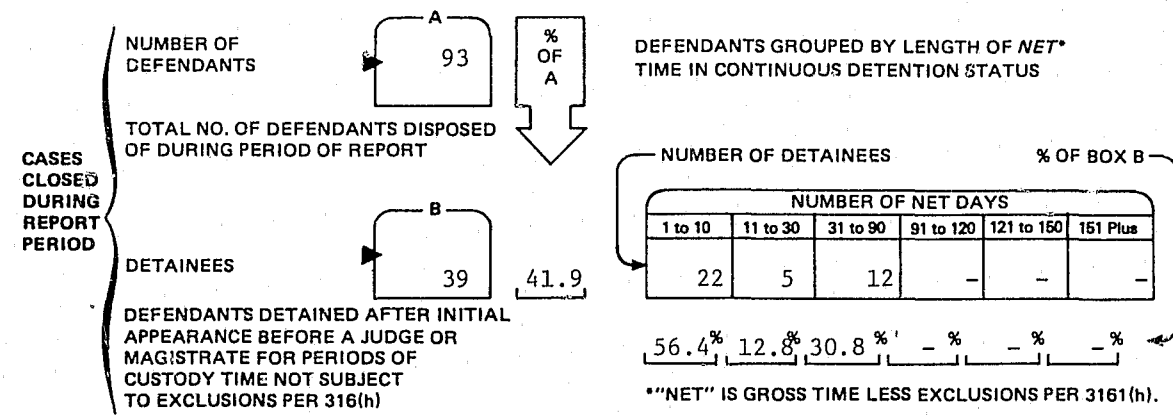 CASES
CLOSED
DURING
REPORT
PERIOD
NUMBER OF
DEFENDANTS
A
93
%
OF
A
TOTAL NO. OF DEFENDANTS DISPOSED
OF DURING PERIOD OF REPORT
DETAINEES
B
39
41.9
DEFENDANTS DETAINED AFTER INITIAL
APPEARANCE BEFORE A JUDGE OR
MAGISTRATE FOR PERIODS OF
CUSTODY TIME NOT SUBJECT
TO EXCLUSIONS PER 316(h)
DEFENDANTS GROUPED BY LENGTH OF NET*
TIME IN CONTINUOUS DETENTION STATUS
NUMBER OF DETAINEES % OF BOX B
NUMBER OF NET DAYS
1 to 10 11 to 30 31 to 90 91 to 120 121 to 150 151 Plus
22 5 12 – – –
56.4% 12.8% 30.8% – % – % – %
*"NET" IS GROSS TIME LESS EXCLUSIONS PER 3161(h).